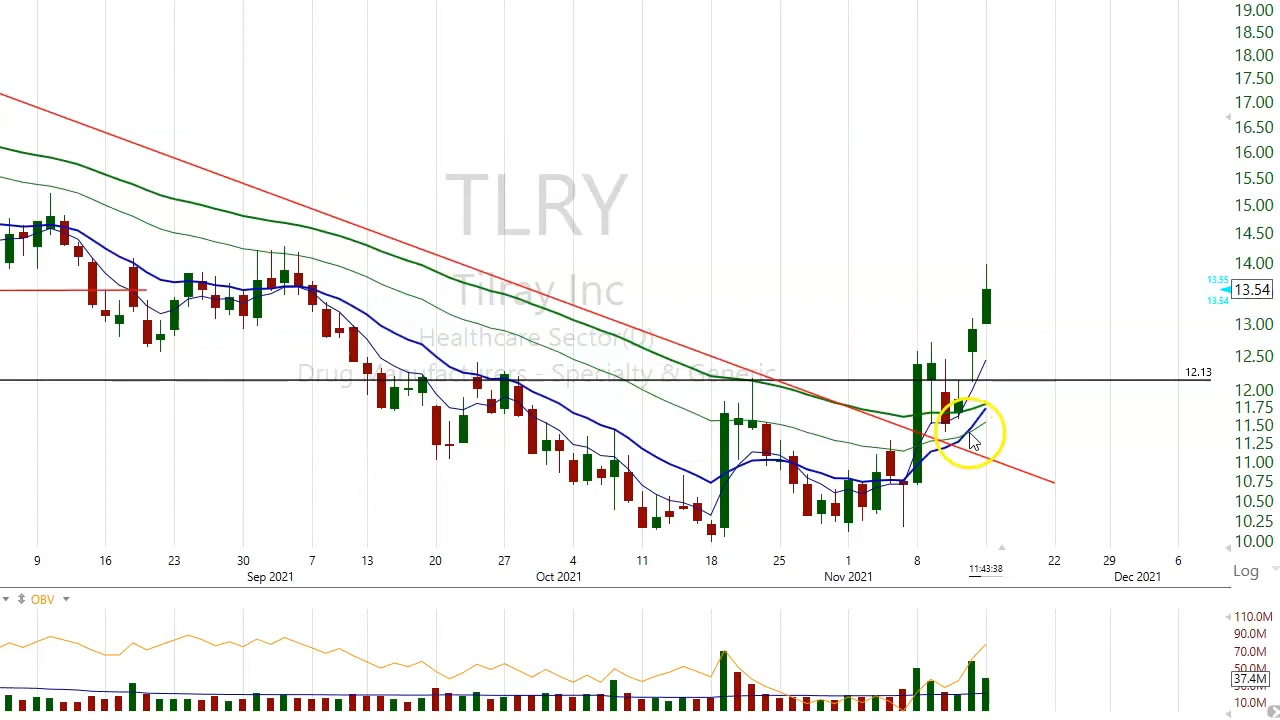 TLRY
Tilray Inc
Healthcare Sector(D)
Drug Manufacturers - Specialty & Generic
19.00
18.50
18.00
17.50
17.00
16.50
16.00
15.50
15.00
14.50
14.00
13.55
13.54
13.54
13.00
12.50
12.13
12.00
11.75
11.50
11.25
11.00
10.75
10.50
10.25
10.00
9 16 23 30 7 13 20 27 4 11 18 25 1 8 11:43:38 22 29 6
Sep 2021 Oct 2021 Nov 2021 Dec 2021
Log
OBV
110.0M
90.0M
70.0M
50.0M
37.4M
10.0M